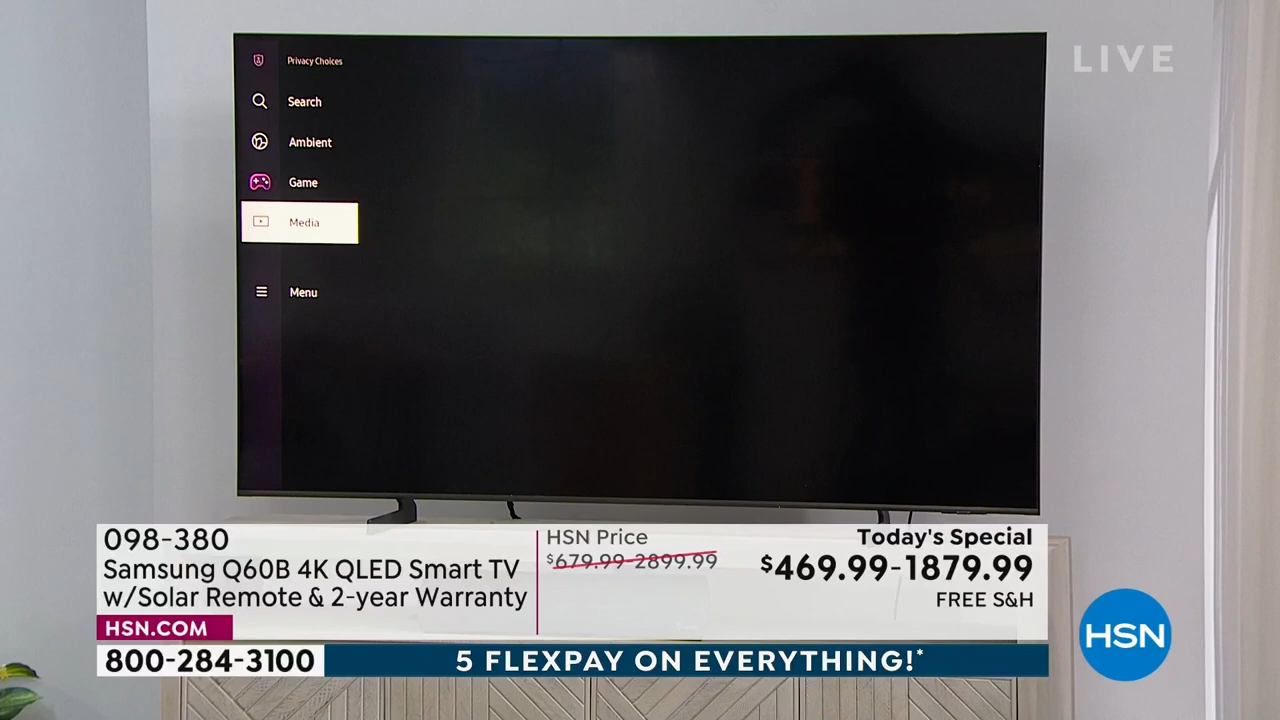 LIVE
Privacy Choices
Search
Ambient
Game
Media
Menu
098-380
Samsung Q60B 4K QLED Smart TV
w/Solar Remote & 2-year Warranty
HSN.COM
800-284-3100
HSN Price
$679.99-2899.99
Today's Special
$469.99-1879.99
FREE S&H
5 FLEXPAY ON EVERYTHING!*
HSN